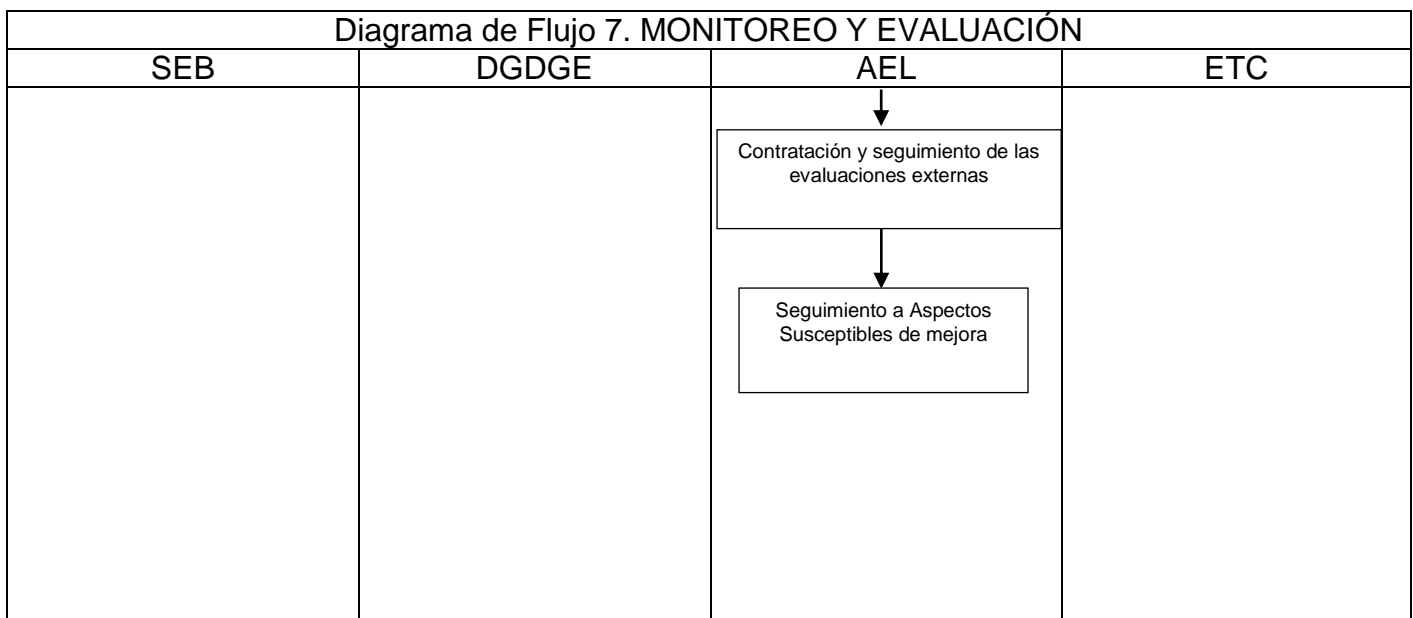 Diagrama de Flujo 7. MONITOREO Y EVALUACIÓN
SEB
DGDGE
AEL
ETC
Contratación y seguimiento de las
evaluaciones externas
Seguimiento a Aspectos
Susceptibles de mejora